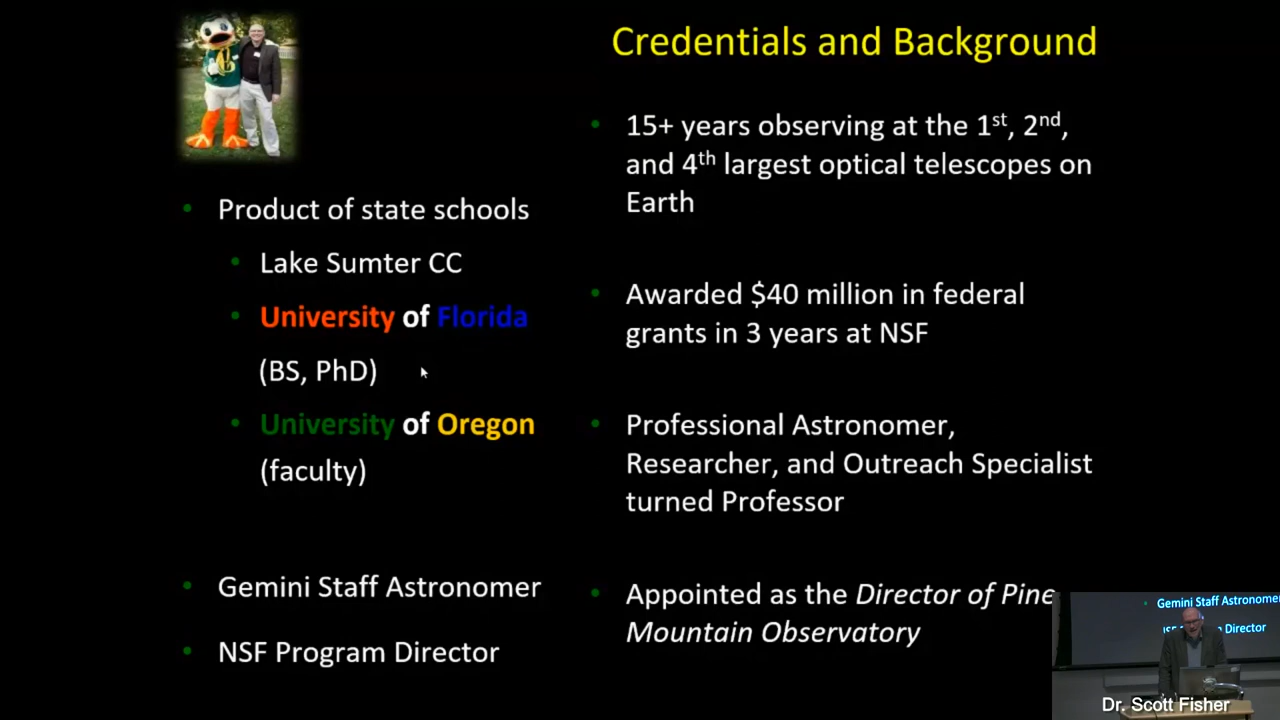 Credentials and Background
Product of state schools
Lake Sumter CC
University of Florida
(BS, PhD)
University of Oregon
(faculty)
Gemini Staff Astronomer
NSF Program Director
15+ years observing at the 1st, 2nd,
and 4th largest optical telescopes on
Earth
Awarded $40 million in federal
grants in 3 years at NSF
Professional Astronomer,
Researcher, and Outreach Specialist
turned Professor
Appointed as the Director of Pine
Mountain Observatory
Gemini Staff Astronomer
Director
Dr. Scott Fisher